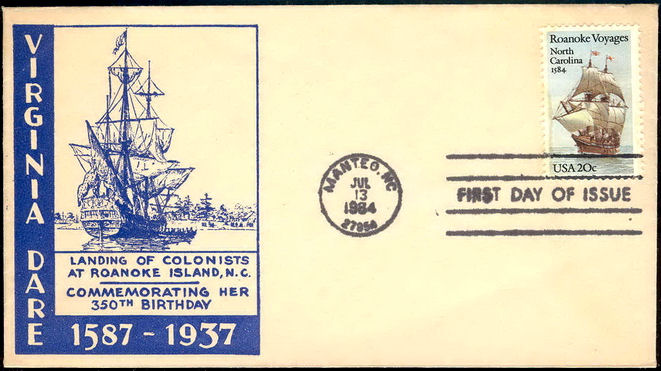 VIRGINIA DARE
LANDING OF COLONISTS
AT ROANOKE ISLAND, N.C.
COMMEMORATING HER
350TH BIRTHDAY
1587 - 1937
MANTEO, NC
JUL
13
1984
27954
Roanoke Voyages
North
Carolina
1584
USA 20c
FIRST DAY OF ISSUE